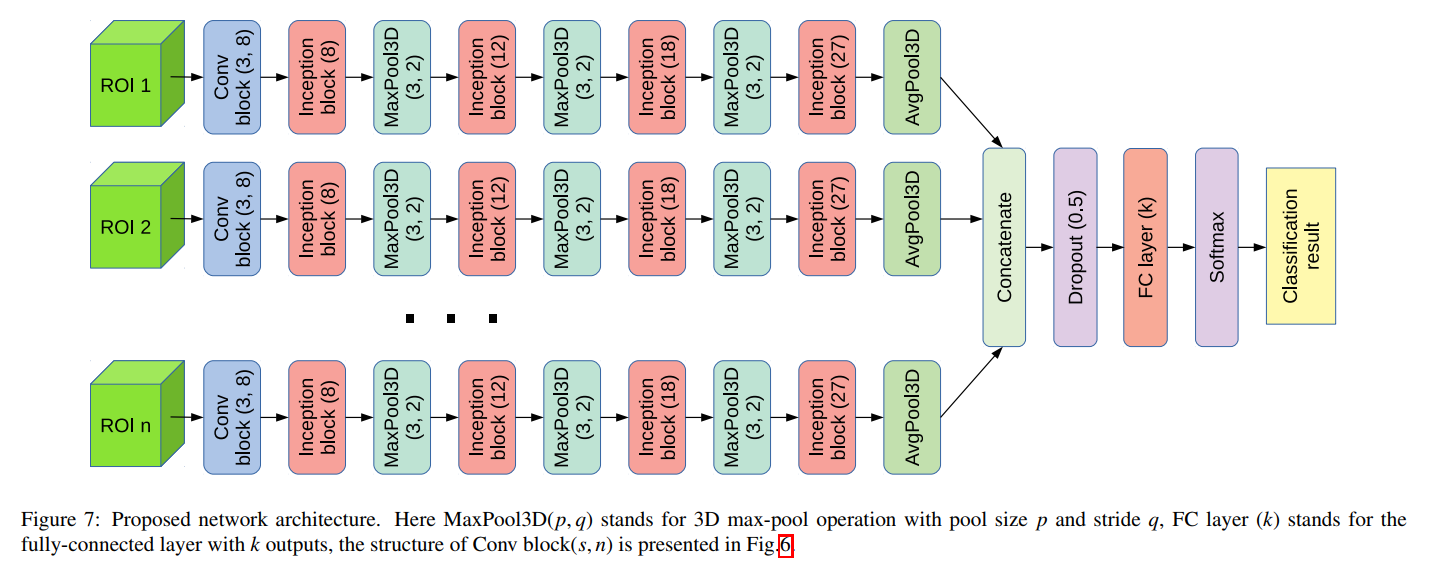 ROI 1
Conv
block (3, 8)
Inception
block (8)
MaxPool3D
(3, 2)
Inception
block (12)
MaxPool3D
(3, 2)
Inception
block (18)
MaxPool3D
(3, 2)
Inception
block (27)
AvgPool3D
ROI 2
Conv
block (3, 8)
Inception
block (8)
MaxPool3D
(3, 2)
Inception
block (12)
MaxPool3D
(3, 2)
Inception
block (18)
MaxPool3D
(3, 2)
Inception
block (27)
AvgPool3D
ROI n
Conv
block (3, 8)
Inception
block (8)
MaxPool3D
(3, 2)
Inception
block (12)
MaxPool3D
(3, 2)
Inception
block (18)
MaxPool3D
(3, 2)
Inception
block (27)
AvgPool3D
Concatenate
Dropout (0.5)
FC layer (k)
Softmax
Classification
result
Figure 7: Proposed network architecture. Here MaxPool3D(p, q) stands for 3D max-pool operation with pool size p and stride q, FC layer (k) stands for the
fully-connected layer with k outputs, the structure of Conv block(s, n) is presented in Fig.6.